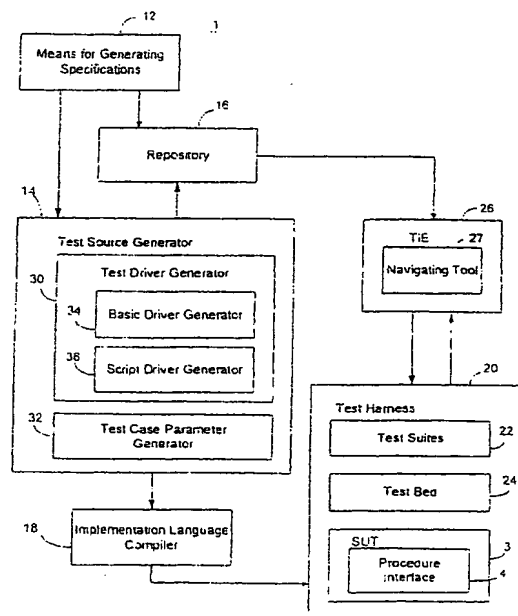 12
1
Means for Generating
Specifications
16
Repository
14
Test Source Generator
26
TiE
27
Navigating Tool
30
Test Driver Generator
34
Basic Driver Generator
36
Script Driver Generator
20
Test Harness
32
Test Case Parameter
Generator
Test Suites
22
Test Bed
24
18
Implementation Language
Compiler
SUT
3
Procedure
Interface
4